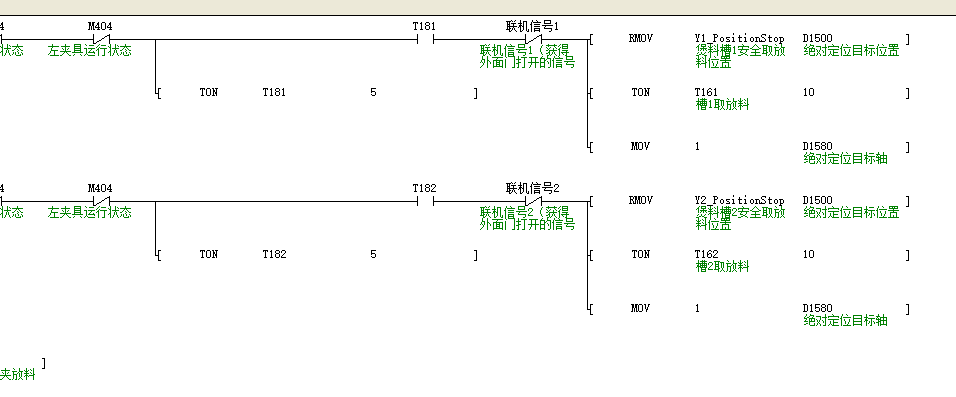 4 M404 T181 联机信号1
[ RMOV Y1_PositionStop D1500 ]
状态 左夹具运行状态 联机信号1（获得 煲料槽1安全取放 绝对定位目标位置
外面门打开的信号 料位置
[ TON T181 5 ] [ TON T161 10 ]
槽1取放料
[ MOV 1 D1580 ]
绝对定位目标轴
4 M404 T182 联机信号2
[ RMOV Y2_PositionStop D1500 ]
状态 左夹具运行状态 联机信号2（获得 煲料槽2安全取放 绝对定位目标位置
外面门打开的信号 料位置
[ TON T182 5 ] [ TON T162 10 ]
槽2取放料
[ MOV 1 D1580 ]
绝对定位目标轴
]
夹放料